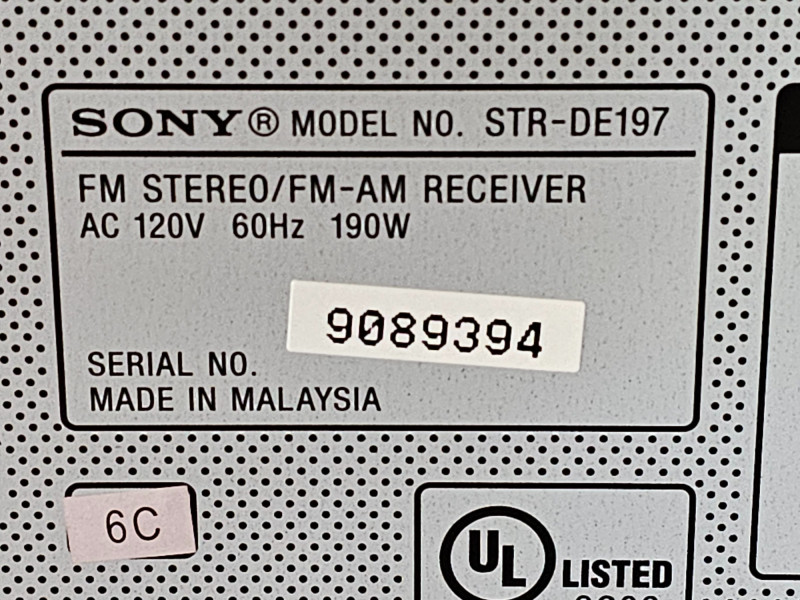 SONY® MODEL NO. STR-DE197
FM STEREO/FM-AM RECEIVER
AC 120V 60Hz 190W
9089394
SERIAL NO.
MADE IN MALAYSIA
6C
UL LISTED